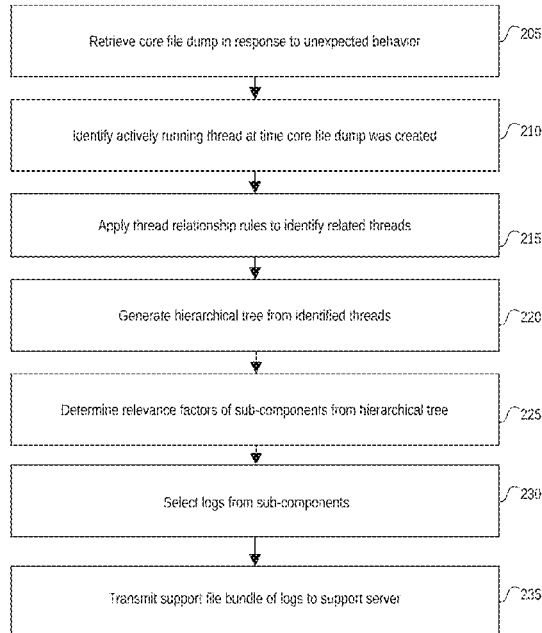 Retrieve core file dump in response to unexpected behavior
205
Identify actively running thread at time core file dump was created
210
Apply thread relationship rules to identify related threads
215
Generate hierarchical tree from identified threads
220
Determine relevance factors of sub-components from hierarchical tree
225
Select logs from sub-components
230
Transmit support file bundle of logs to support server
235